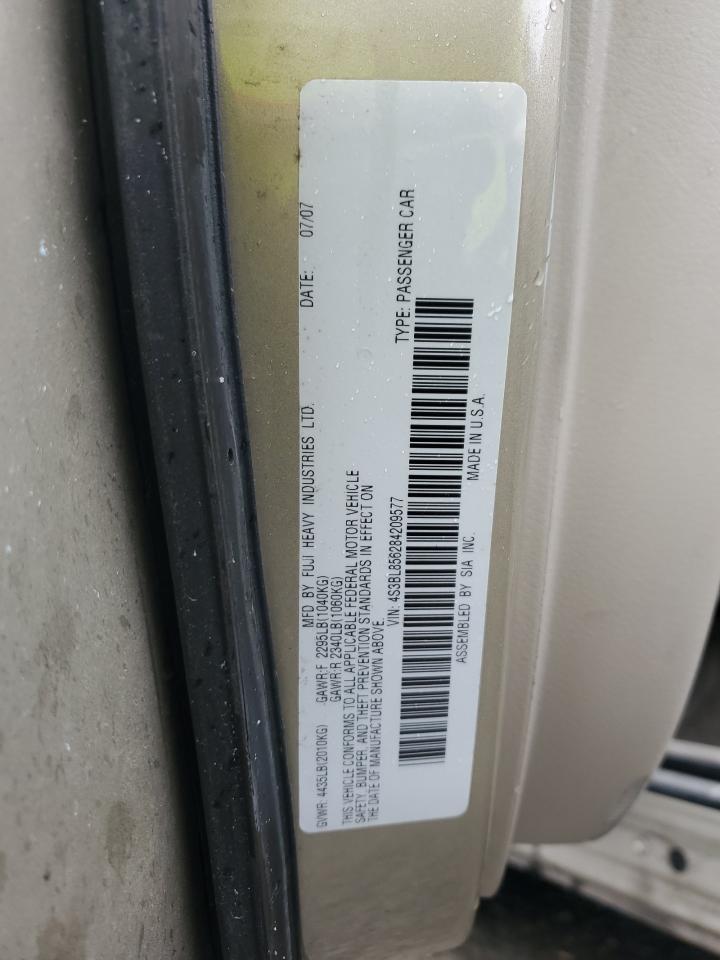 MFD BY FUJI HEAVY INDUSTRIES LTD. DATE: 07/07
GVWR: 4435LB(2010KG) GAWR:F 2295LB(1040KG)
GAWR:R 2340LB(1060KG)
THIS VEHICLE CONFORMS TO ALL APPLICABLE FEDERAL MOTOR VEHICLE
SAFETY, BUMPER, AND THEFT PREVENTION STANDARDS IN EFFECT ON
THE DATE OF MANUFACTURE SHOWN ABOVE.
VIN: 4S3BL856284209577 TYPE: PASSENGER CAR
ASSEMBLED BY SIA INC. MADE IN U.S.A.